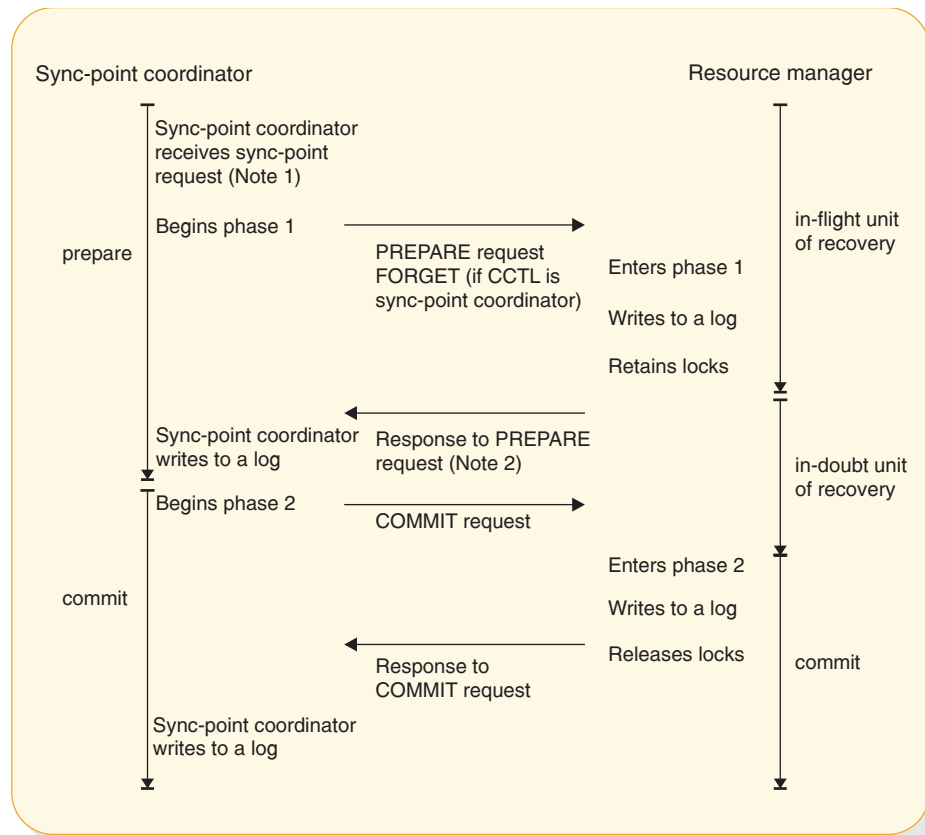 Sync-point coordinator
Resource manager
Sync-point coordinator
receives sync-point
request (Note 1)
in-flight unit
of recovery
prepare
Begins phase 1
PREPARE request
FORGET (if CCTL is
sync-point coordinator)
Enters phase 1
Writes to a log
Retains locks
Sync-point coordinator
writes to a log
Response to PREPARE
request (Note 2)
in-doubt unit
of recovery
Begins phase 2
COMMIT request
Enters phase 2
commit
Writes to a log
Releases locks
commit
Response to
COMMIT request
Sync-point coordinator
writes to a log